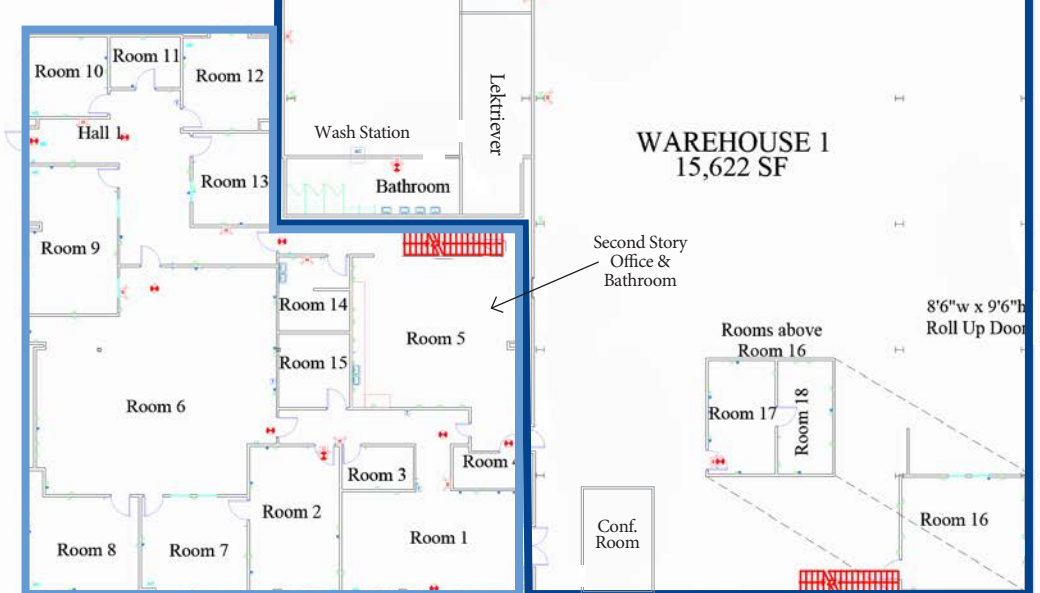 Room 11
Room 10
Room 12
Hall 1
Wash Station
Lektriever
WAREHOUSE 1
15,622 SF
Room 13
Bathroom
Room 9
Second Story
Office &
Bathroom
Room 14
8'6"w x 9'6"h
Roll Up Door
Room 5
Rooms above
Room 16
Room 15
Room 6
Room 17
Room 18
Room 3
Room 4
Room 2
Room 16
Conf.
Room
Room 8
Room 7
Room 1